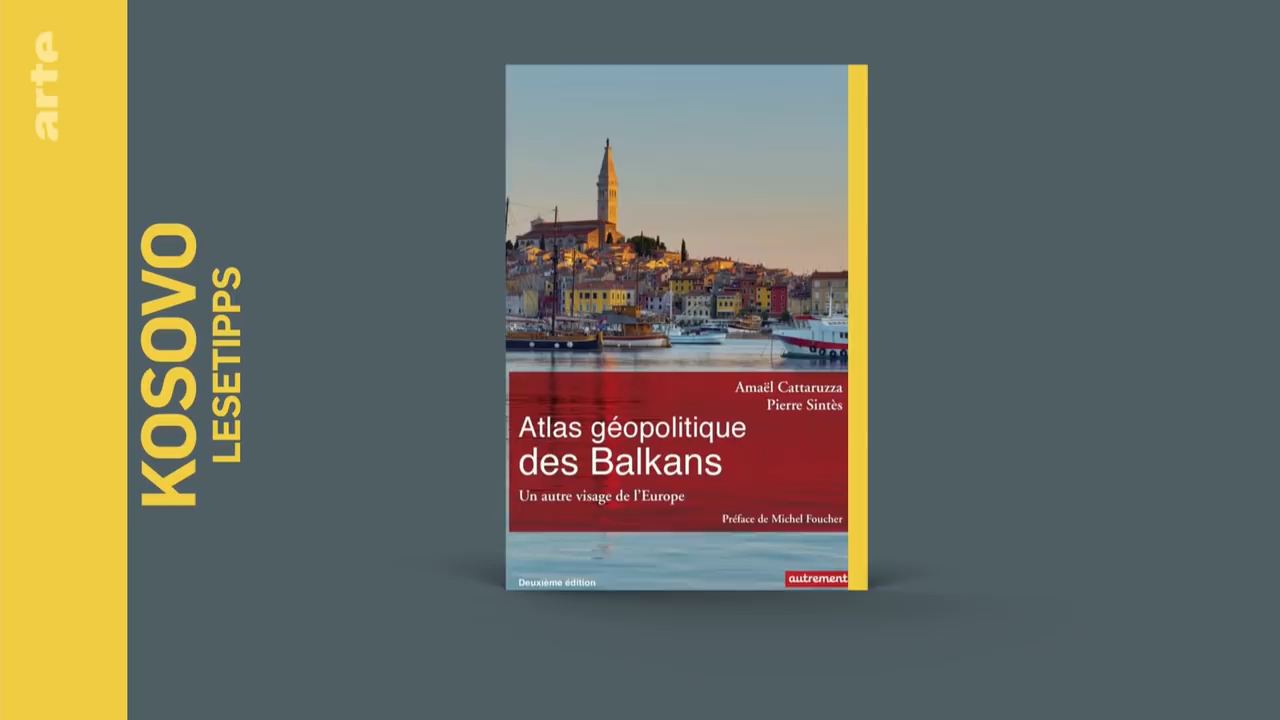 arte
KOSOVO
LESETIPPS
Amaël Cattaruzza
Pierre Sintès
Atlas géopolitique
des Balkans
Un autre visage de l'Europe
Préface de Michel Foucher
Deuxième édition
autrement